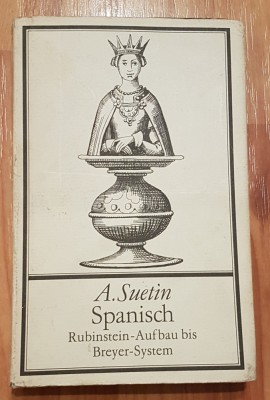 A. Suetin
Spanisch
Rubinstein-Aufbau bis
Breyer-System